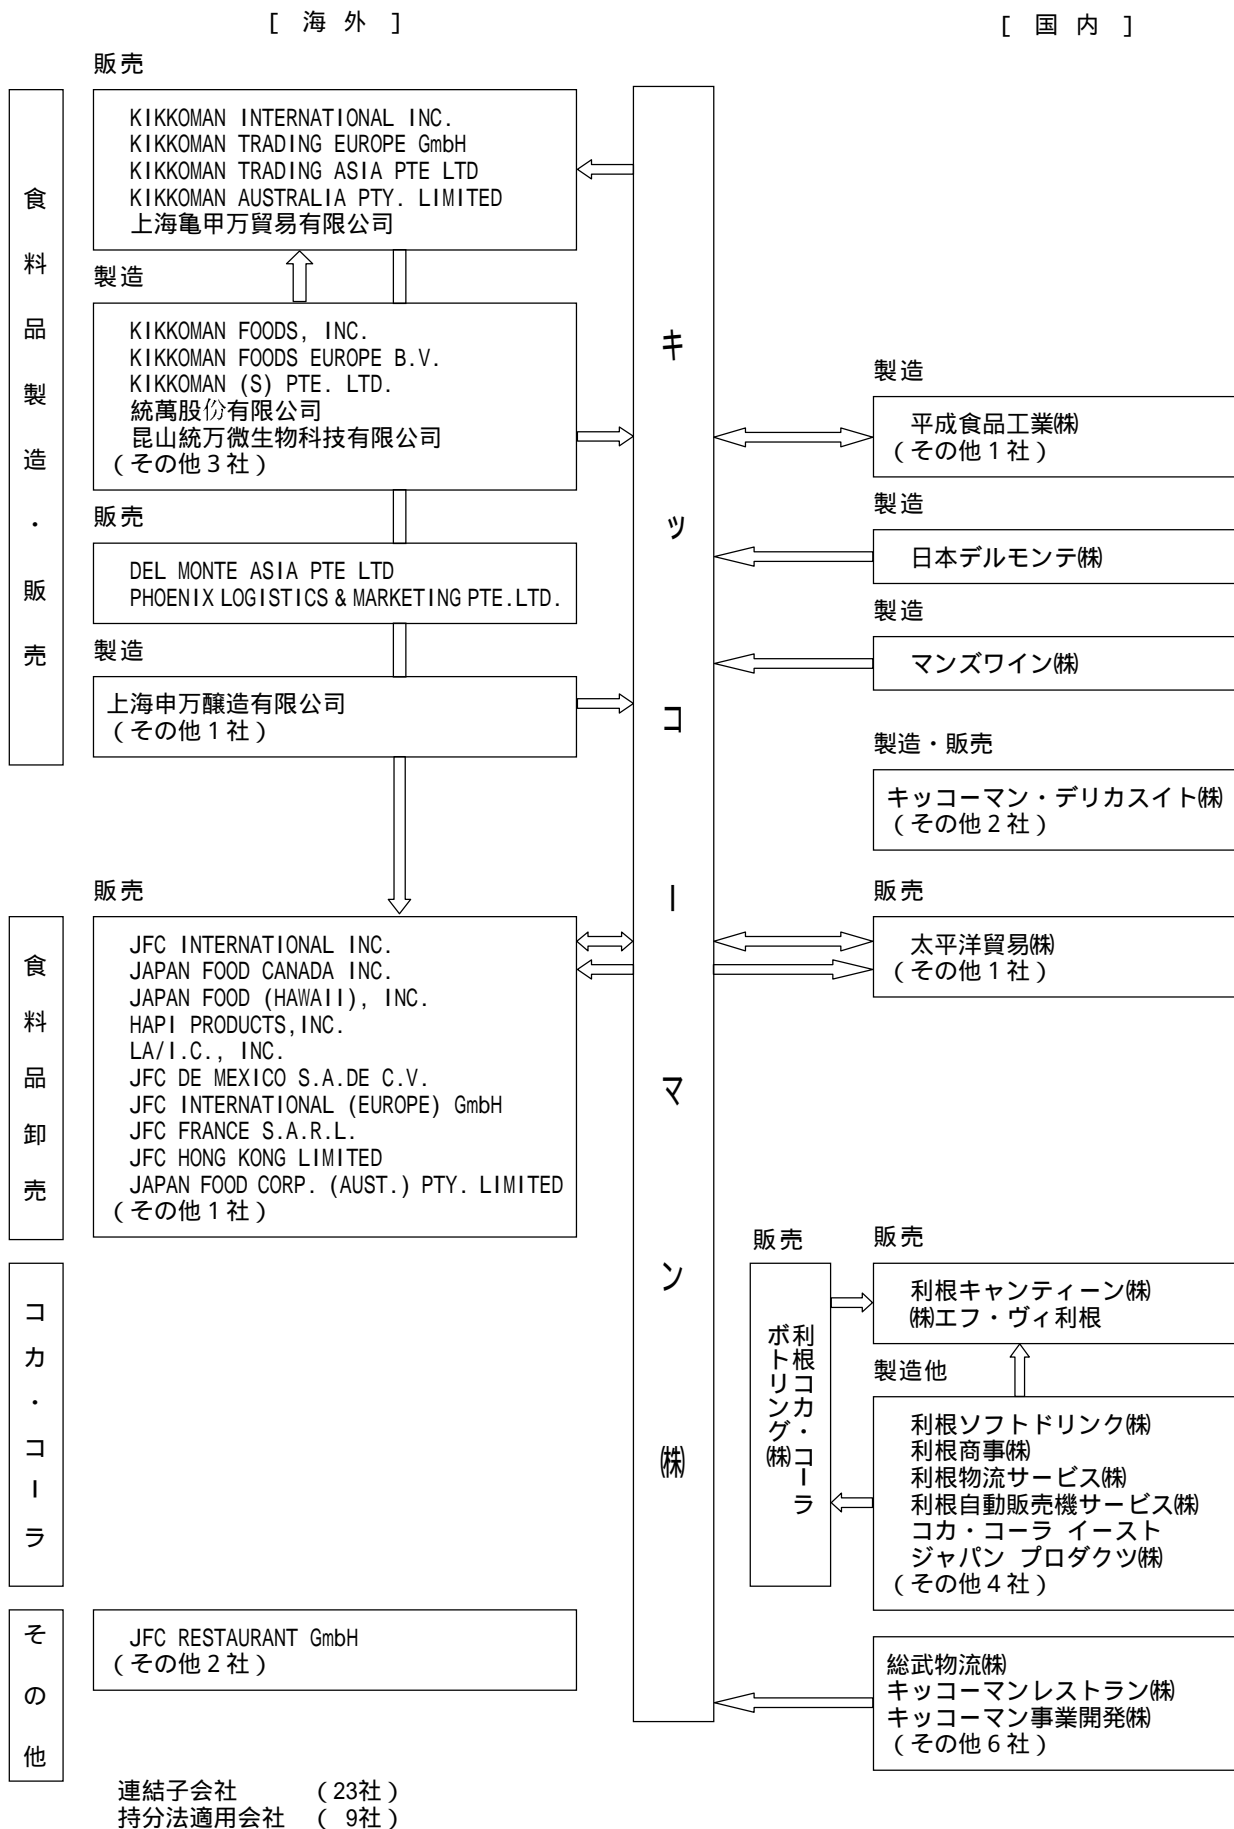 [ 海 外 ]
[ 国 内 ]
食料品製造・販売
販売
KIKKOMAN INTERNATIONAL INC.
KIKKOMAN TRADING EUROPE GmbH
KIKKOMAN TRADING ASIA PTE LTD
KIKKOMAN AUSTRALIA PTY. LIMITED
上海亀甲万貿易有限公司
製造
KIKKOMAN FOODS, INC.
KIKKOMAN FOODS EUROPE B.V.
KIKKOMAN (S) PTE. LTD.
統萬股份有限公司
昆山統万微生物科技有限公司
(その他3社)
販売
DEL MONTE ASIA PTE LTD
PHOENIX LOGISTICS & MARKETING PTE.LTD.
製造
上海申万醸造有限公司
(その他1社)
食料品卸売
販売
JFC INTERNATIONAL INC.
JAPAN FOOD CANADA INC.
JAPAN FOOD (HAWAII), INC.
HAPI PRODUCTS,INC.
LA/I.C., INC.
JFC DE MEXICO S.A.DE C.V.
JFC INTERNATIONAL (EUROPE) GmbH
JFC FRANCE S.A.R.L.
JFC HONG KONG LIMITED
JAPAN FOOD CORP. (AUST.) PTY. LIMITED
(その他1社)
コカ・コーラ
その他
JFC RESTAURANT GmbH
(その他2社)
キッコーマン㈱
製造
平成食品工業㈱
(その他1社)
製造
日本デルモンテ㈱
製造
マンズワイン㈱
製造・販売
キッコーマン・デリカスイト㈱
(その他2社)
販売
太平洋貿易㈱
(その他1社)
販売
利根コカ・コーラ
ボトリング㈱
販売
利根キャンティーン㈱
㈱エフ・ヴィ利根
製造他
利根ソフトドリンク㈱
利根商事㈱
利根物流サービス㈱
利根自動販売機サービス㈱
コカ・コーラ イースト
ジャパン プロダクツ㈱
(その他4社)
総武物流㈱
キッコーマンレストラン㈱
キッコーマン事業開発㈱
(その他6社)
連結子会社 (23社)
持分法適用会社 ( 9社)